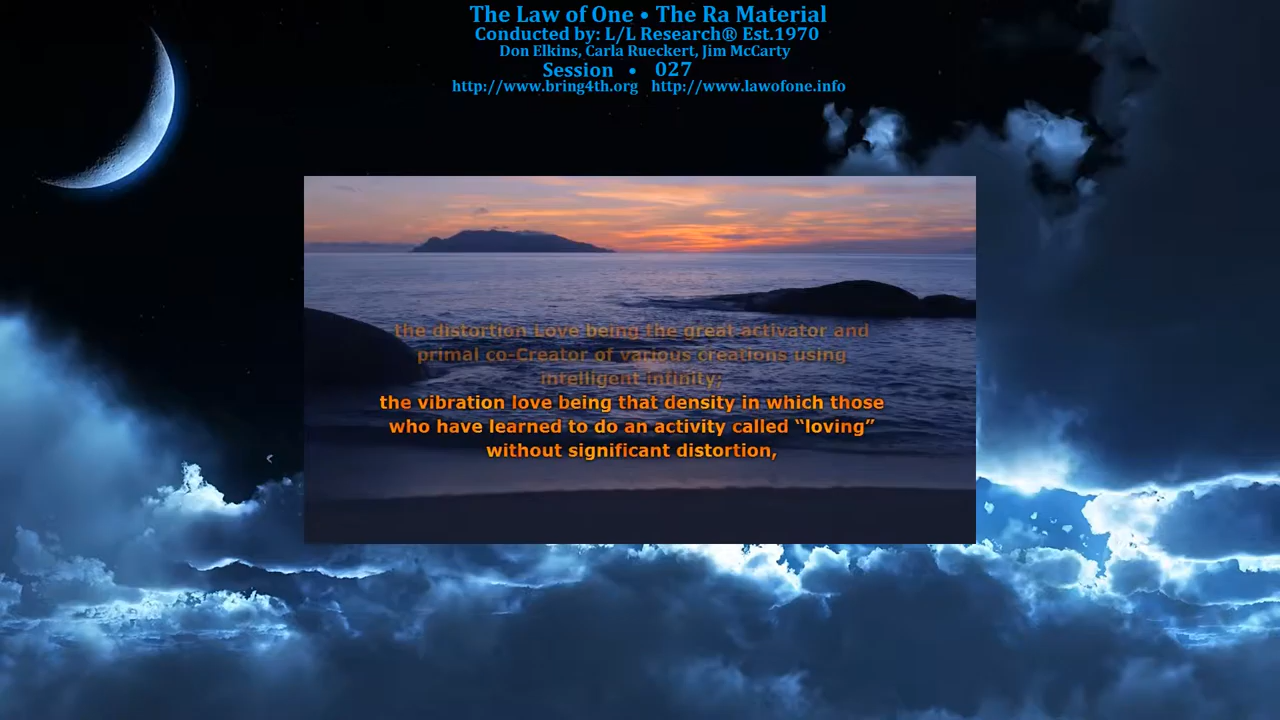 The Law of One • The Ra Material
Conducted by: L/L Research® Est.1970
Don Elkins, Carla Rueckert, Jim McCarty
Session • 027
http://www.bring4th.org http://www.lawofone.info
the distortion Love being the great activator and
primal co-Creator of various creations using
intelligent infinity;
the vibration love being that density in which those
who have learned to do an activity called “loving”
without significant distortion,